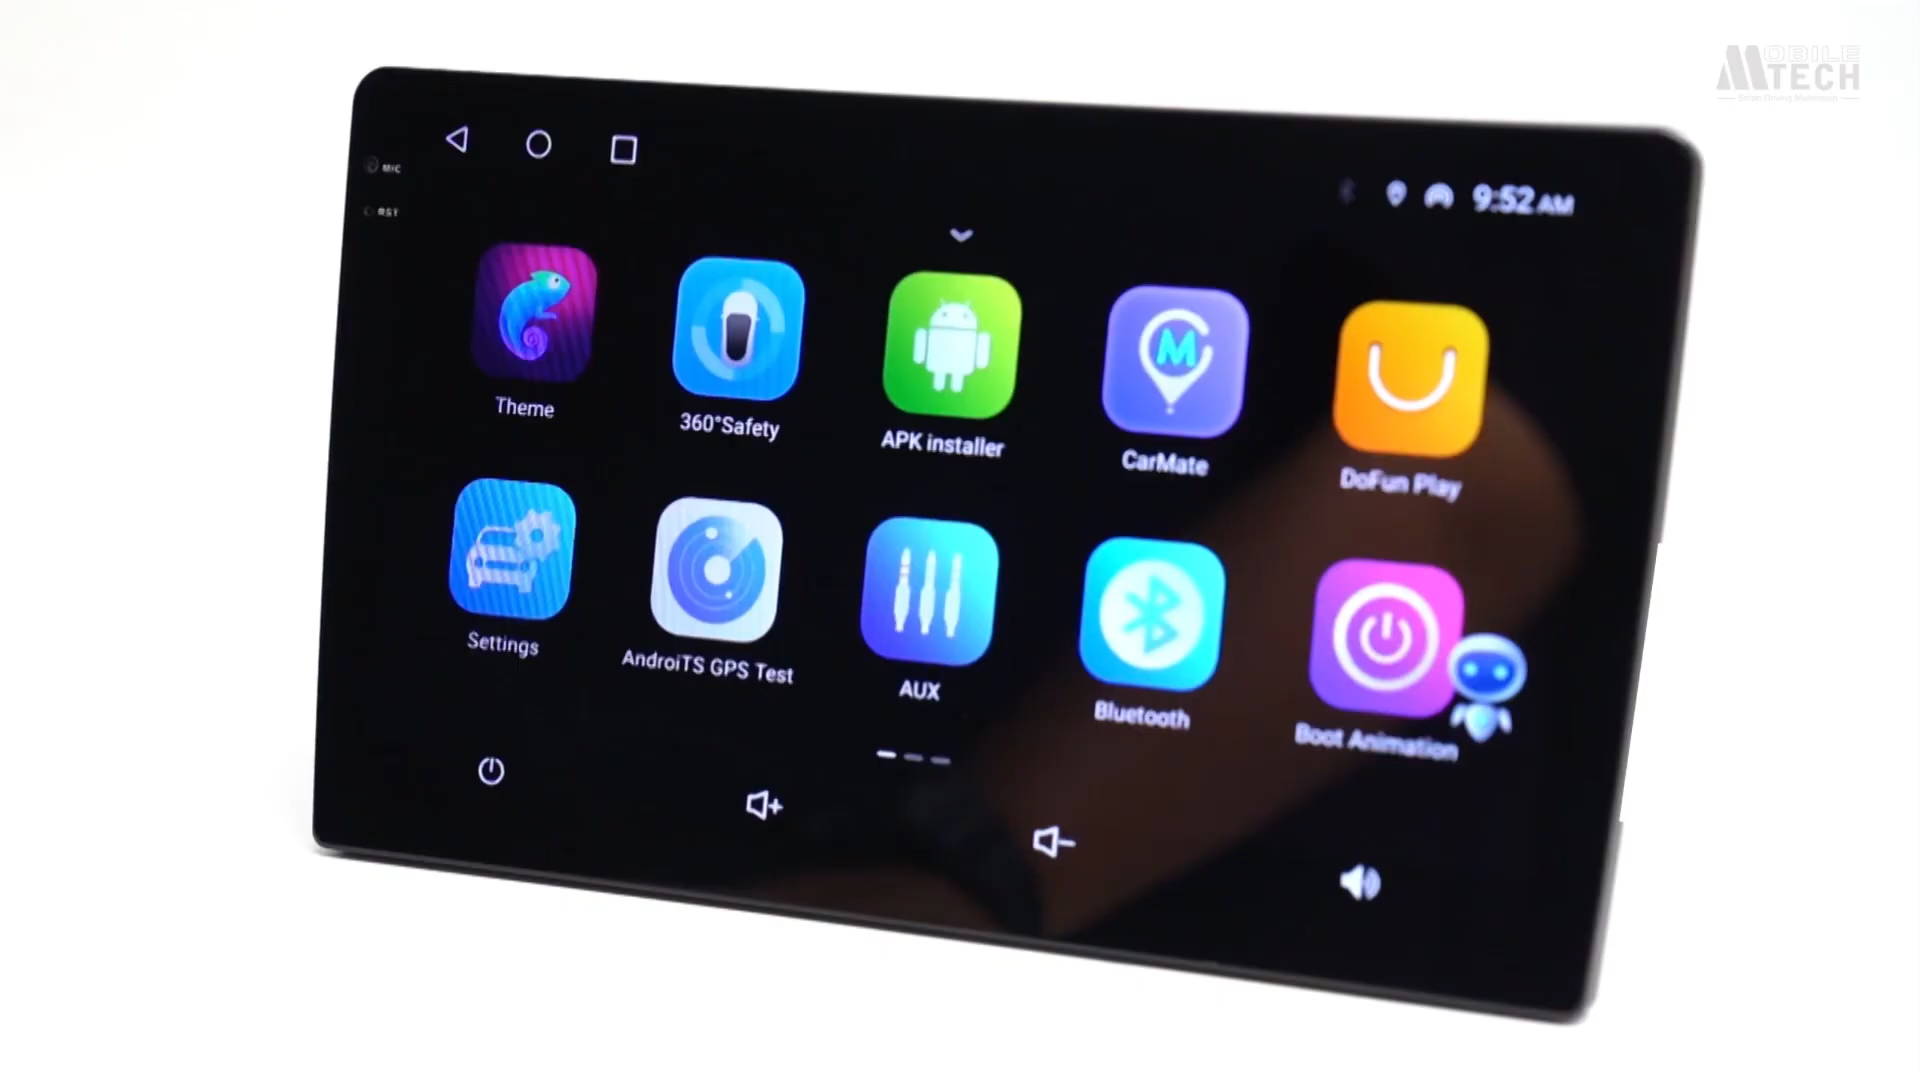 MOBILE
MTECH
MIC
RST
9:52 AM
Theme
360°Safety
APK installer
CarMate
DoFun Play
Settings
AndroiTS GPS Test
AUX
Bluetooth
Boot Animation